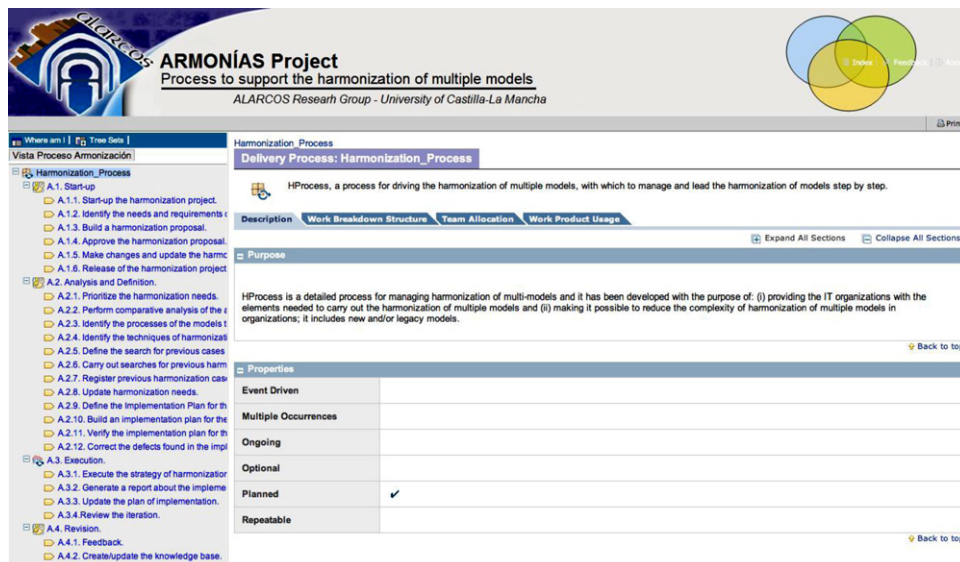 ALARCOS
ARMONÍAS Project
Process to support the harmonization of multiple models
ALARCOS Researh Group - University of Castilla-La Mancha
Index
Print
Where am I | Tree Sets |
Vista Proceso Armonización
Harmonization_Process
A.1. Start-up
A.1.1. Start-up the harmonization project.
A.1.2. Identify the needs and requirements
A.1.3. Build a harmonization proposal.
A.1.4. Approve the harmonization proposal.
A.1.5. Make changes and update the harmo
A.1.6. Release of the harmonization project
A.2. Analysis and Definition.
A.2.1. Prioritize the harmonization needs.
A.2.2. Perform comparative analysis of the a
A.2.3. Identify the processes of the models t
A.2.4. Identify the techniques of harmonizati
A.2.5. Define the search for previous cases
A.2.6. Carry out searches for previous harm
A.2.7. Register previous harmonization case
A.2.8. Update harmonization needs.
A.2.9. Define the Implementation Plan for th
A.2.10. Build an implementation plan for the
A.2.11. Verify the implementation plan for th
A.2.12. Correct the defects found in the impl
A.3. Execution.
A.3.1. Execute the strategy of harmonization
A.3.2. Generate a report about the impleme
A.3.3. Update the plan of implementation.
A.3.4.Review the iteration.
A.4. Revision.
A.4.1. Feedback.
A.4.2. Create/update the knowledge base.
Harmonization_Process
Delivery Process: Harmonization_Process
HProcess, a process for driving the harmonization of multiple models, with which to manage and lead the harmonization of models step by step.
Description Work Breakdown Structure Team Allocation Work Product Usage
Expand All Sections Collapse All Sections
Purpose
HProcess is a detailed process for managing harmonization of multi-models and it has been developed with the purpose of: (i) providing the IT organizations with the
elements needed to carry out the harmonization of multiple models and (ii) making it possible to reduce the complexity of harmonization of multiple models in
organizations; it includes new and/or legacy models.
Back to top
Properties
Event Driven
Multiple Occurrences
Ongoing
Optional
Planned ✔
Repeatable
Back to top